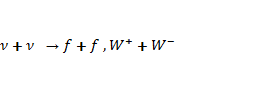 ν + ν → f + f , W⁺ + W⁻